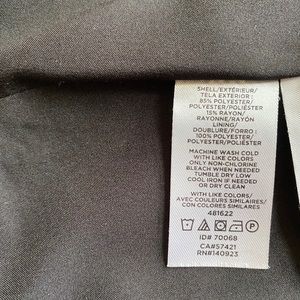 SHELL/EXTÉRIEUR/
TELA EXTERIOR:
85% POLYESTER/
POLYESTER/POLYÉSTER
15% RAYON/
RAYONNE/RAYÓN
LINING/
DOUBLURE/FORRO:
100% POLYESTER/
POLYESTER/POLYÉSTER
MACHINE WASH COLD
WITH LIKE COLORS
ONLY NON-CHLORINE
BLEACH WHEN NEEDED
TUMBLE DRY LOW
COOL IRON IF NEEDED
OR DRY CLEAN
WITH LIKE COLORS/
AVEC COULEURS SIMILAIRES/
CON COLORES SIMILARES
481622
ID# 70068
CA#57421
RN#140923